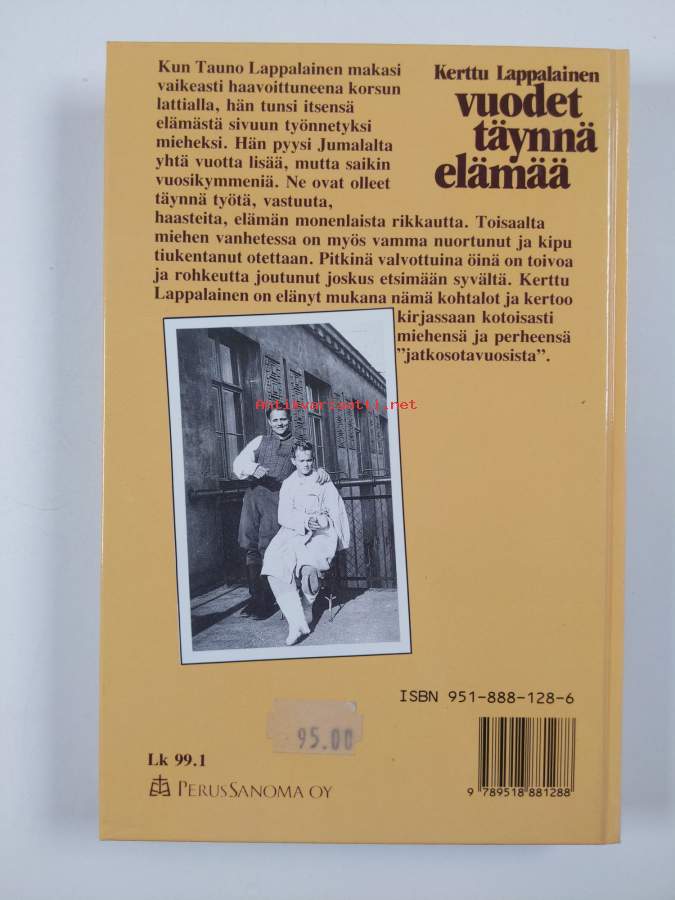 Kun Tauno Lappalainen makasi
vaikeasti haavoittuneena korsun
lattialla, hän tunsi itsensä
elämästä sivuun työnnetyksi
mieheksi. Hän pyysi Jumalalta
yhtä vuotta lisää, mutta saikin
vuosikymmeniä. Ne ovat olleet
täynnä työtä, vastuuta,
haasteita, elämän monenlaista rikkautta. Toisaalta
miehen vanhetessa on myös vamma nuortunut ja kipu
tiukentanut otettaan. Pitkinä valvottuina öinä on toivoa
ja rohkeutta joutunut joskus etsimään syvältä. Kerttu
Lappalainen on elänyt mukana nämä kohtalot ja kertoo
kirjassaan kotoisasti
miehensä ja perheensä
"jatkosotavuosista".
Kerttu Lappalainen
vuodet
täynnä
elämää
Antikvariaatti.net
ISBN 951-888-128-6
95.00
Lk 99.1
PERUSSANOMA OY
9 789518 881288